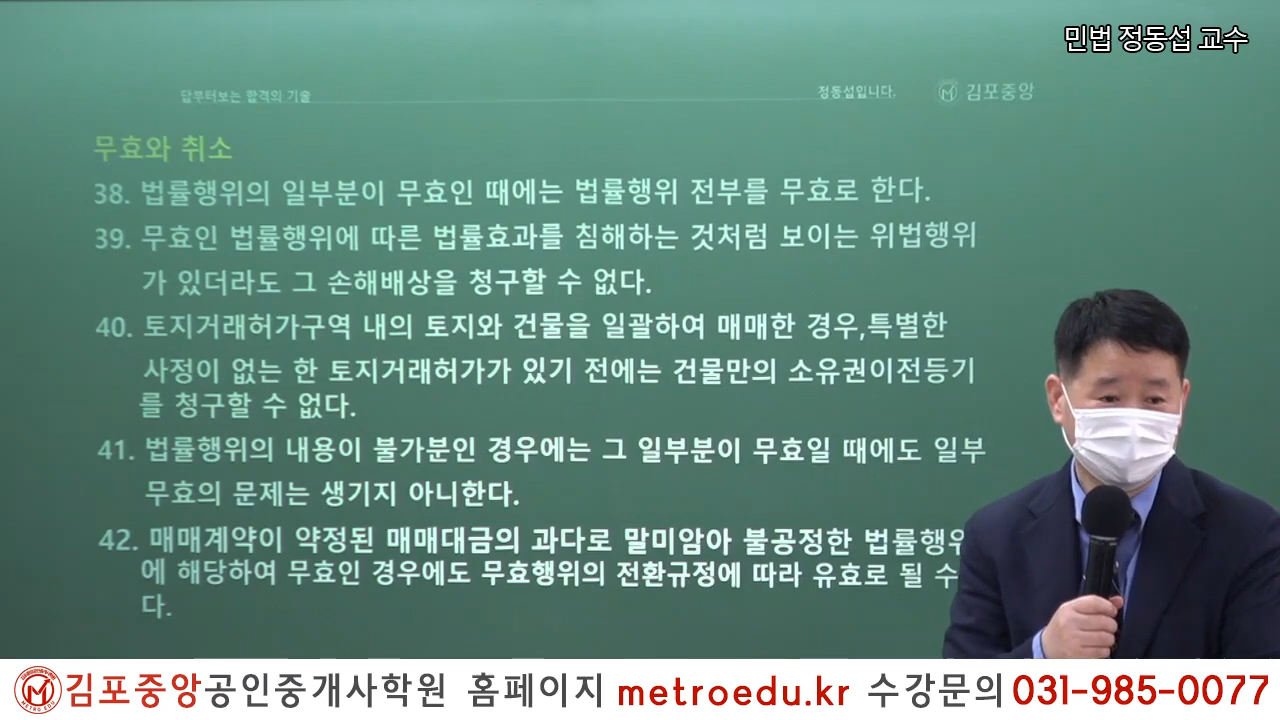 민법 정동섭 교수
답부터보는 합격의 기술
정동섭입니다.
김포중앙
무효와 취소
38. 법률행위의 일부분이 무효인 때에는 법률행위 전부를 무효로 한다.
39. 무효인 법률행위에 따른 법률효과를 침해하는 것처럼 보이는 위법행위
가 있더라도 그 손해배상을 청구할 수 없다.
40. 토지거래허가구역 내의 토지와 건물을 일괄하여 매매한 경우,특별한
사정이 없는 한 토지거래허가가 있기 전에는 건물만의 소유권이전등기
를 청구할 수 없다.
41. 법률행위의 내용이 불가분인 경우에는 그 일부분이 무효일 때에도 일부
무효의 문제는 생기지 아니한다.
42. 매매계약이 약정된 매매대금의 과다로 말미암아 불공정한 법률행위
에 해당하여 무효인 경우에도 무효행위의 전환규정에 따라 유효로 될 수
다.
김포중앙공인중개사학원 홈페이지 metroedu.kr 수강문의 031-985-0077